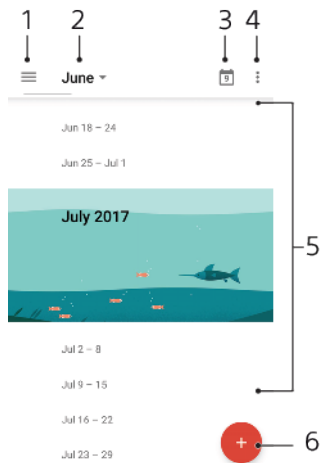 1 2 3 4
June
9
Jun 18 – 24
Jun 25 – Jul 1
July 2017
5
Jul 2 – 8
Jul 9 – 15
Jul 16 – 22
6
Jul 23 – 29